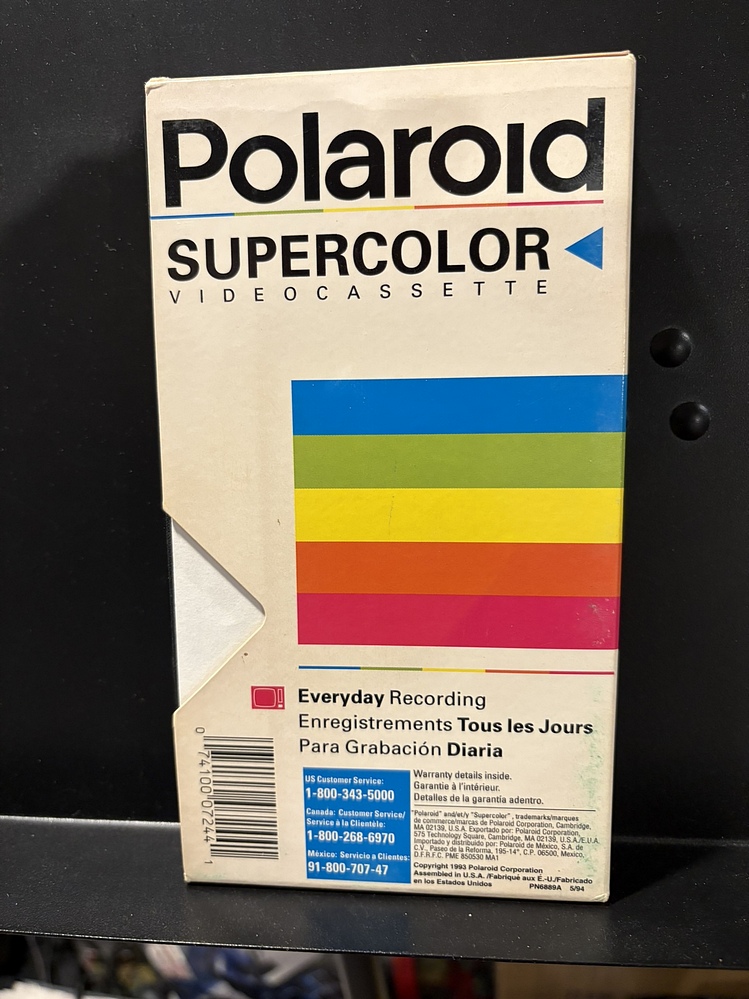 Polaroid
SUPERCOLOR
VIDEOCASSETTE
Everyday Recording
Enregistrements Tous les Jours
Para Grabación Diaria
0 74100 07244 1
US Customer Service:
1-800-343-5000
Canada: Customer Service/
Service à la Clientèle:
1-800-268-6970
México: Servicio a Clientes:
91-800-707-47
Warranty details inside.
Garantie à l'intérieur.
Detalles de la garantía adentro.
"Polaroid" and/et/y "Supercolor", trademarks/marques
de commerce/marcas de Polaroid Corporation, Cambridge,
MA 02139, U.S.A. Exportado por: Polaroid Corporation,
575 Technology Square, Cambridge, MA 02139, U.S.A./E.U.A.
Importado y distribuido por: Polaroid de México, S.A. de
C.V., Paseo de la Reforma, 195-14°, C.P. 06500, Mexico,
D.F.R.F.C. PME 850530 MA1
Copyright 1993 Polaroid Corporation
Assembled in U.S.A. /Fabriqué aux É.-U./Fabricado
en los Estados Unidos PN6889A 5/94